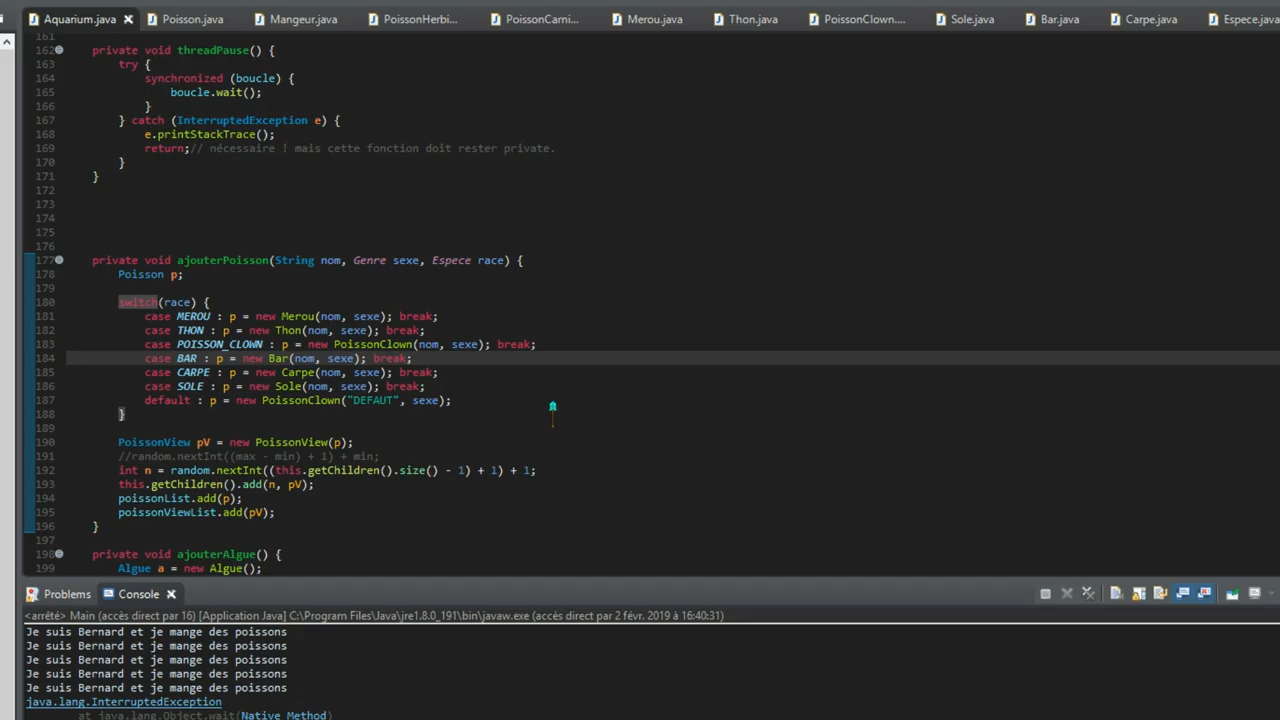 Aquarium.java Poisson.java Mangeur.java PoissonHerbi... PoissonCarni... Merou.java Thon.java PoissonClown.... Sole.java Bar.java Carpe.java Espece.java
161
162 private void threadPause() {
163 try {
164 synchronized (boucle) {
165 boucle.wait();
166 }
167 } catch (InterruptedException e) {
168 e.printStackTrace();
169 return;// nécessaire ! mais cette fonction doit rester private.
170 }
171 }
172
173
174
175
176
177 private void ajouterPoisson(String nom, Genre sexe, Espece race) {
178 Poisson p;
179
180 switch(race) {
181 case MEROU : p = new Merou(nom, sexe); break;
182 case THON : p = new Thon(nom, sexe); break;
183 case POISSON_CLOWN : p = new PoissonClown(nom, sexe); break;
184 case BAR : p = new Bar(nom, sexe); break;
185 case CARPE : p = new Carpe(nom, sexe); break;
186 case SOLE : p = new Sole(nom, sexe); break;
187 default : p = new PoissonClown("DEFAUT", sexe);
188 }
189
190 PoissonView pV = new PoissonView(p);
191 //random.nextInt((max - min) + 1) + min;
192 int n = random.nextInt((this.getChildren().size() - 1) + 1) + 1;
193 this.getChildren().add(n, pV);
194 poissonList.add(p);
195 poissonViewList.add(pV);
196 }
197
198 private void ajouterAlgue() {
199 Algue a = new Algue();
Problems Console
<arrêté> Main (accès direct par 16) [Application Java] C:\Program Files\Java\jre1.8.0_191\bin\javaw.exe (accès direct par 2 févr. 2019 à 16:40:31)
Je suis Bernard et je mange des poissons
Je suis Bernard et je mange des poissons
Je suis Bernard et je mange des poissons
Je suis Bernard et je mange des poissons
Je suis Bernard et je mange des poissons
java.lang.InterruptedException
at java.lang.Object.wait(Native Method)